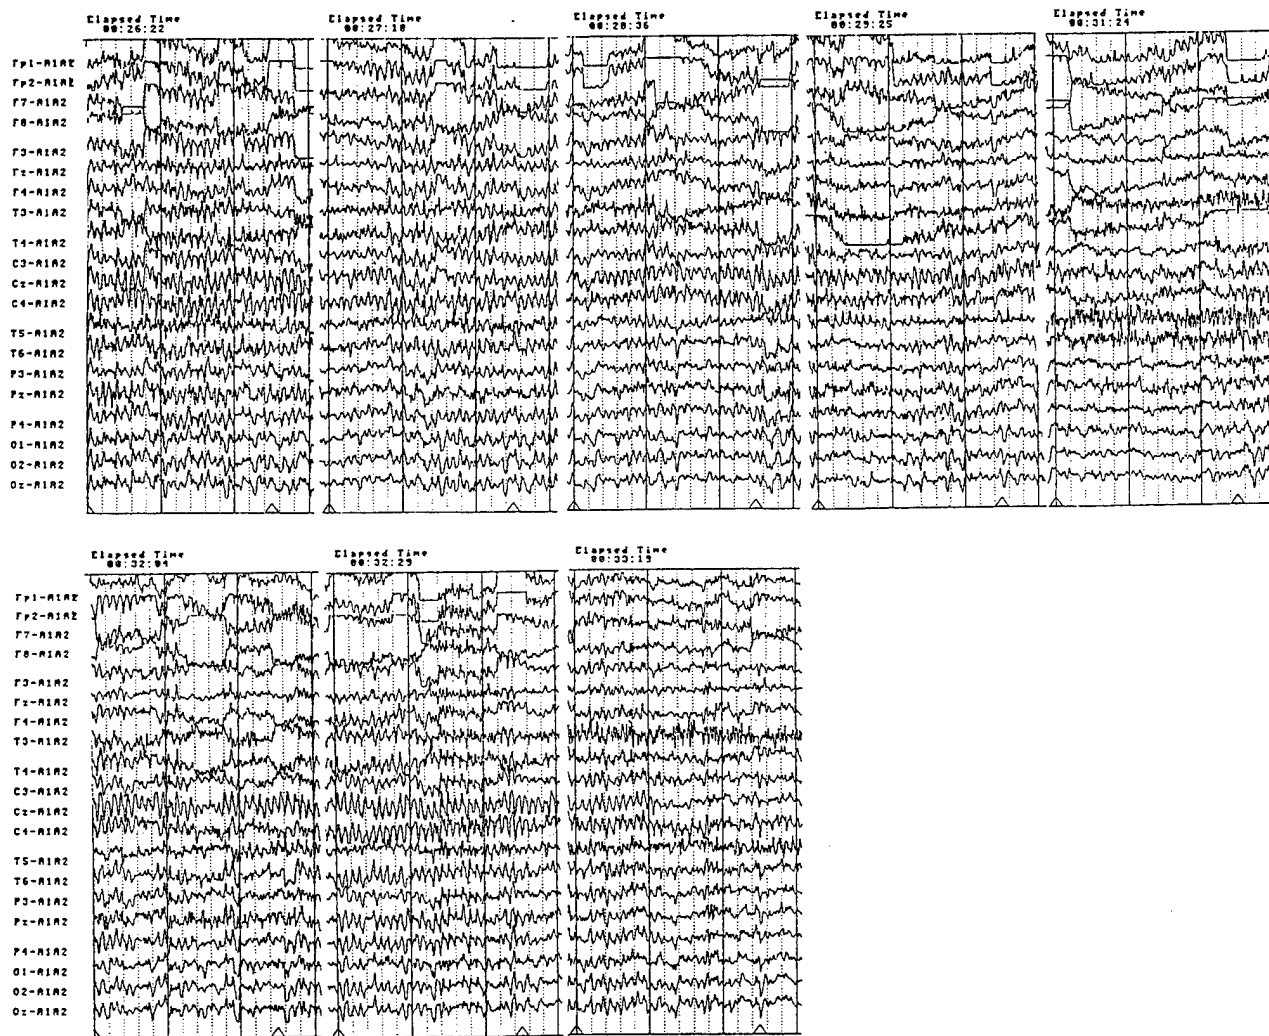 Elapsed Time Elapsed Time Elapsed Time Elapsed Time Elapsed Time
00:26:22 00:27:18 00:28:36 00:29:25 00:31:24
Fp1-A1A2
Fp2-A1A2
F7-A1A2
F8-A1A2
F3-A1A2
Fz-A1A2
F4-A1A2
T3-A1A2
T4-A1A2
C3-A1A2
Cz-A1A2
C4-A1A2
T5-A1A2
T6-A1A2
P3-A1A2
Pz-A1A2
P4-A1A2
O1-A1A2
O2-A1A2
Oz-A1A2
Elapsed Time Elapsed Time Elapsed Time
00:32:04 00:32:29 00:33:19
Fp1-A1A2
Fp2-A1A2
F7-A1A2
F8-A1A2
F3-A1A2
Fz-A1A2
F4-A1A2
T3-A1A2
T4-A1A2
C3-A1A2
Cz-A1A2
C4-A1A2
T5-A1A2
T6-A1A2
P3-A1A2
Pz-A1A2
P4-A1A2
O1-A1A2
O2-A1A2
Oz-A1A2